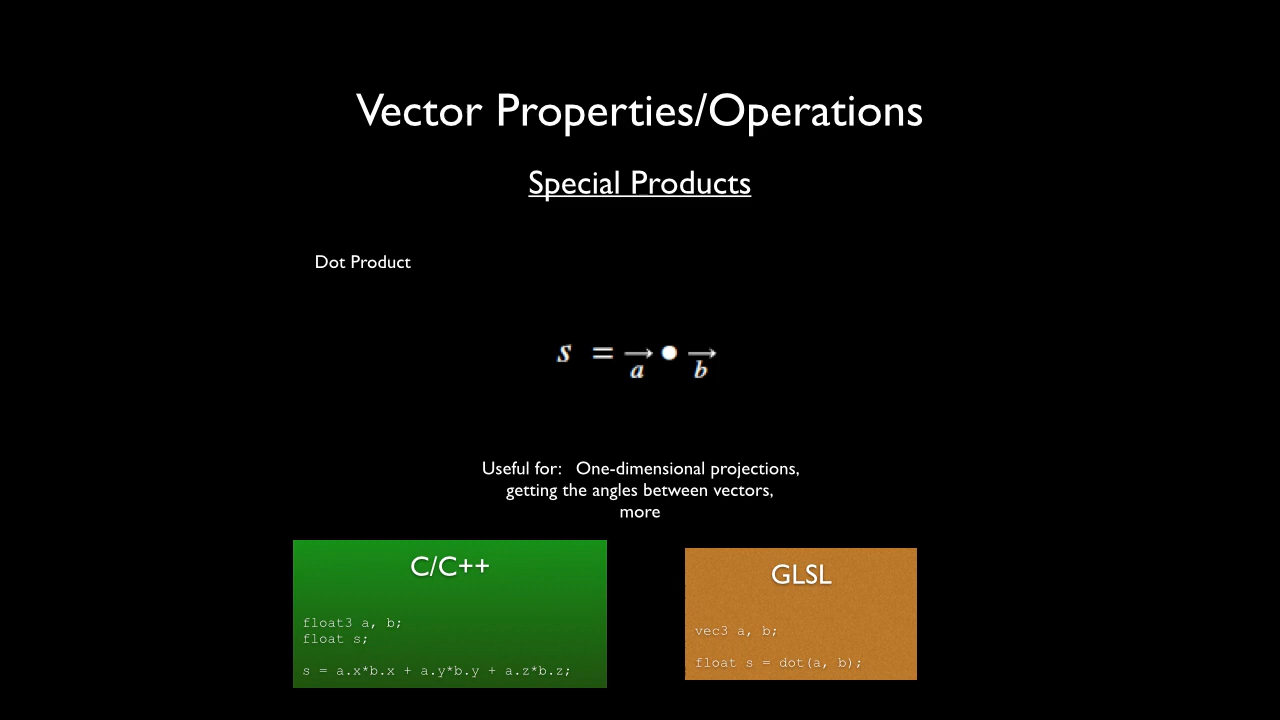 Vector Properties/Operations
Special Products
Dot Product
s = a • b
Useful for: One-dimensional projections,
getting the angles between vectors,
more
C/C++
float3 a, b;
float s;
s = a.x*b.x + a.y*b.y + a.z*b.z;
GLSL
vec3 a, b;
float s = dot(a, b);